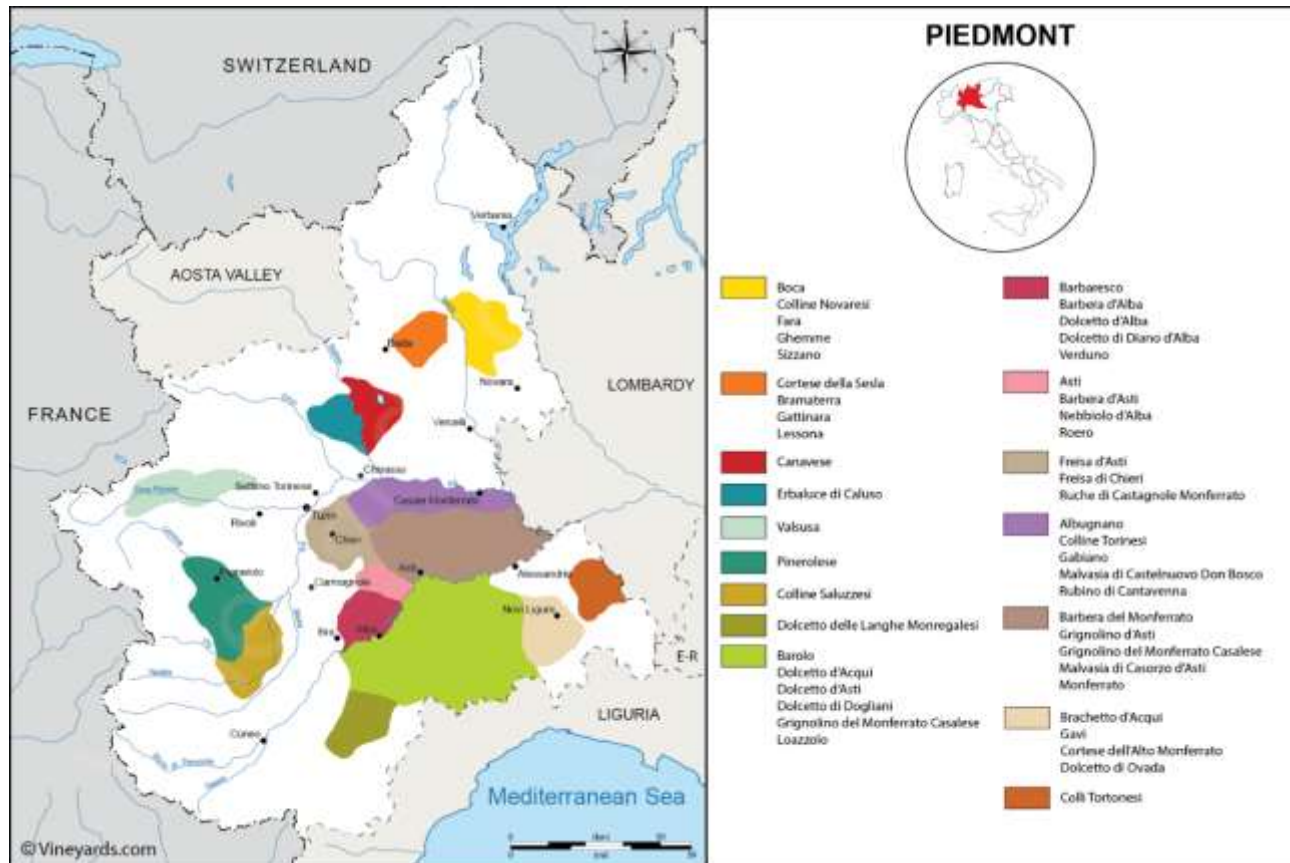 SWITZERLAND
Verbania
AOSTA VALLEY
Biella
Novara
LOMBARDY
FRANCE
Vercelli
Chivasso
Settimo Torinese
Casale Monferrato
Rivoli
Turin
Chieri
Pinerolo
Carmagnola
Asti
Alessandria
Novi Ligure
Bra
Alba
E-R
LIGURIA
Cuneo
Mediterranean Sea
©Vineyards.com
PIEDMONT
Boca
Colline Novaresi
Fara
Ghemme
Sizzano
Cortese della Sesla
Bramaterra
Gattinara
Lessona
Canavese
Erbaluce di Caluso
Valsusa
Pinerolese
Colline Saluzzesi
Dolcetto delle Langhe Monregalesi
Barolo
Dolcetto d'Acqui
Dolcetto d'Asti
Dolcetto di Dogliani
Grignolino del Monferrato Casalese
Loazzolo
Barbaresco
Barbera d'Alba
Dolcetto d'Alba
Dolcetto di Diano d'Alba
Verduno
Asti
Barbera d'Asti
Nebbiolo d'Alba
Roero
Freisa d'Asti
Freisa di Chieri
Ruche di Castagnole Monferrato
Albugnano
Colline Torinesi
Gabiano
Malvasia di Castelnuovo Don Bosco
Rubino di Cantavenna
Barbera del Monferrato
Grignolino d'Asti
Grignolino del Monferrato Casalese
Malvasia di Casorzo d'Asti
Monferrato
Brachetto d'Acqui
Gavi
Cortese dell'Alto Monferrato
Dolcetto di Ovada
Colli Tortonesi